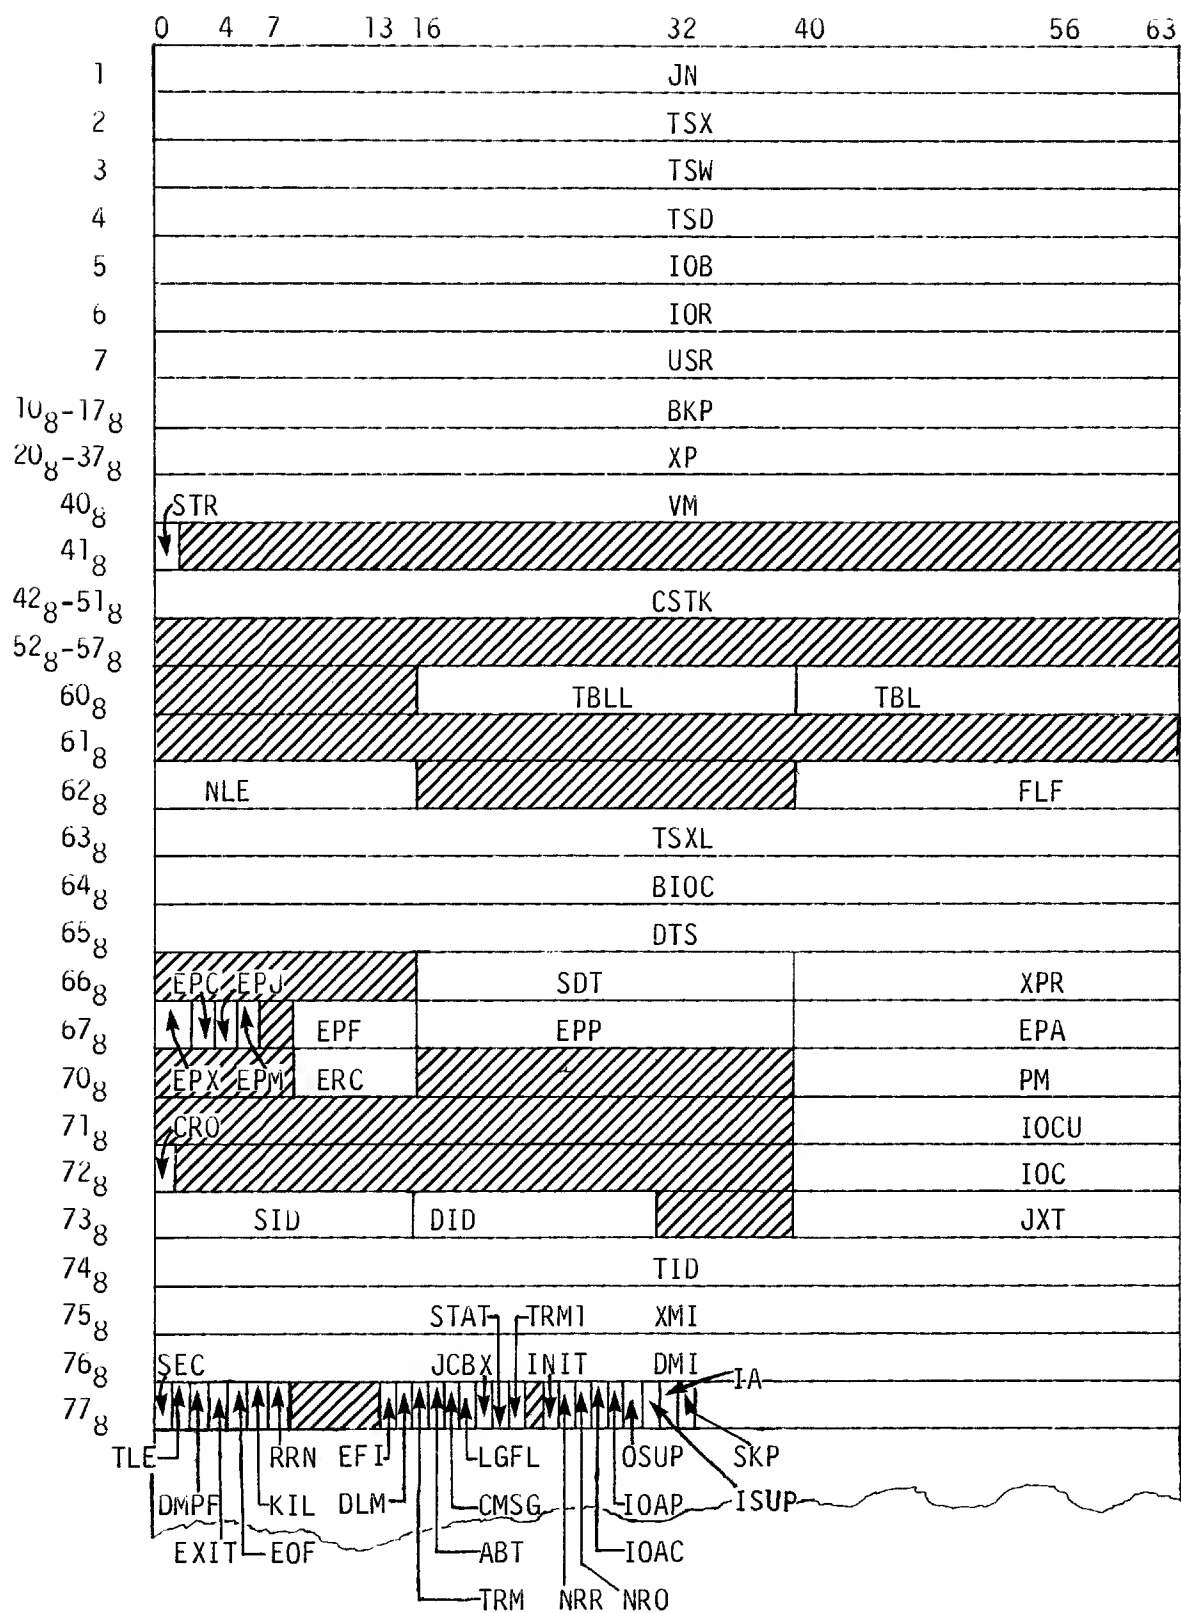 0 4 7 13 16 32 40 56 63
1 JN
2 TSX
3 TSW
4 TSD
5 IOB
6 IOR
7 USR
10₈-17₈ BKP
20₈-37₈ XP
40₈ STR VM
41₈
42₈-51₈ CSTK
52₈-57₈
60₈ TBLL TBL
61₈
62₈ NLE FLF
63₈ TSXL
64₈ BIOC
65₈ DTS
66₈ EPC EPJ SDT XPR
67₈ EPF EPP EPA
70₈ EPX EPM ERC PM
71₈ CRO IOCU
72₈ IOC
73₈ SID DID JXT
74₈ TID
75₈ STAT TRM1 XMI
76₈ SEC JCBX INIT DMI IA
77₈
TLE RRN EFI LGFL OSUP SKP
DMPF KIL DLM CMSG IOAP ISUP
EXIT EOF ABT IOAC
TRM NRR NRO